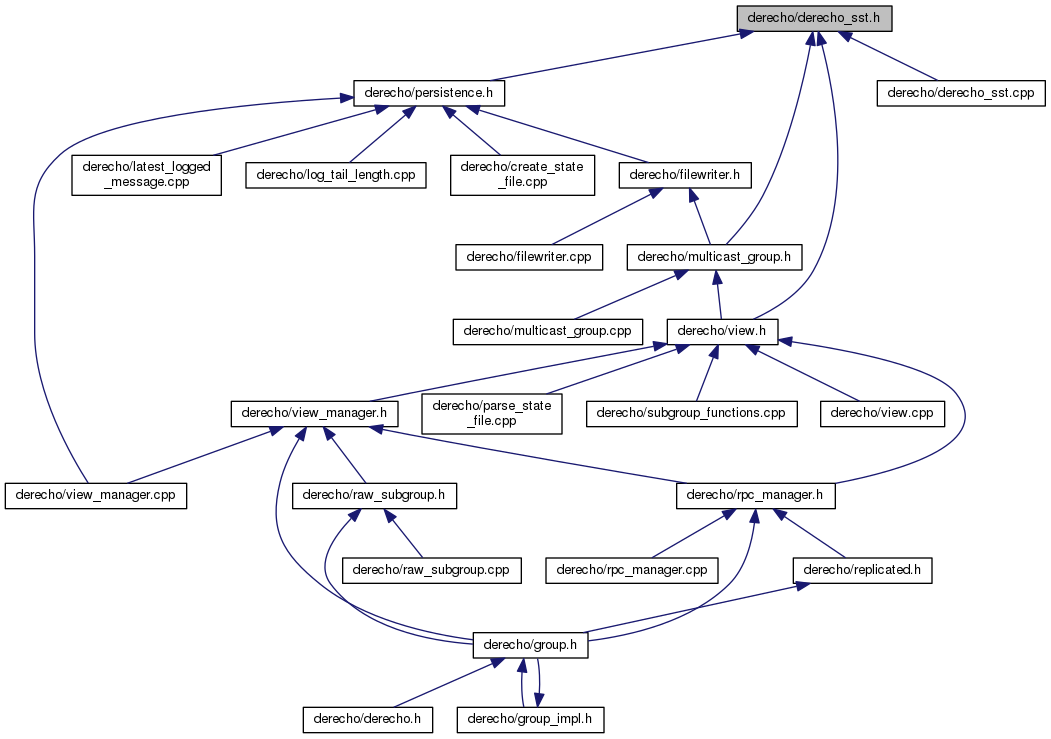 derecho/derecho_sst.h
derecho/persistence.h
derecho/derecho_sst.cpp
derecho/latest_logged
_message.cpp
derecho/log_tail_length.cpp
derecho/create_state
_file.cpp
derecho/filewriter.h
derecho/filewriter.cpp
derecho/multicast_group.h
derecho/multicast_group.cpp
derecho/view.h
derecho/view_manager.h
derecho/parse_state
_file.cpp
derecho/subgroup_functions.cpp
derecho/view.cpp
derecho/view_manager.cpp
derecho/raw_subgroup.h
derecho/rpc_manager.h
derecho/raw_subgroup.cpp
derecho/rpc_manager.cpp
derecho/replicated.h
derecho/group.h
derecho/derecho.h
derecho/group_impl.h